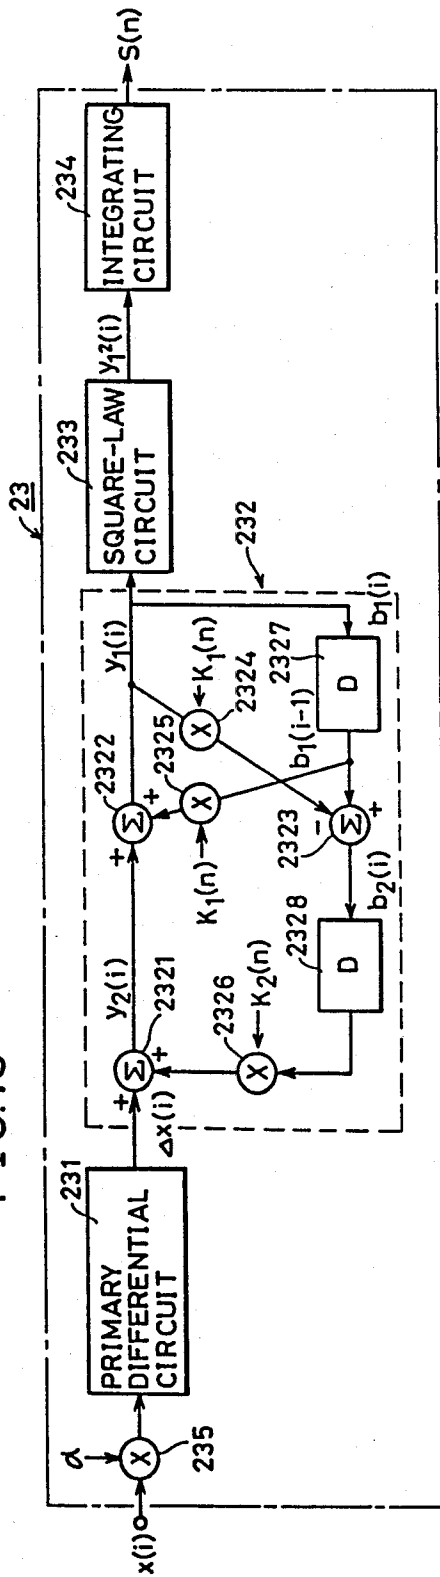 23
x(i)
α
235
PRIMARY
DIFFERENTIAL
CIRCUIT
231
Δx(i)
+
+
Σ
2321
y₂(i)
+
+
Σ
2322
y₁(i)
X
K₁(n)
2325
X
K₁(n)
2324
232
b₁(i)
D
2327
b₁(i-1)
-
+
Σ
2323
b₂(i)
D
2328
X
2326
K₂(n)
SQUARE-LAW
CIRCUIT
233
y₁²(i)
INTEGRATING
CIRCUIT
234
S(n)
X